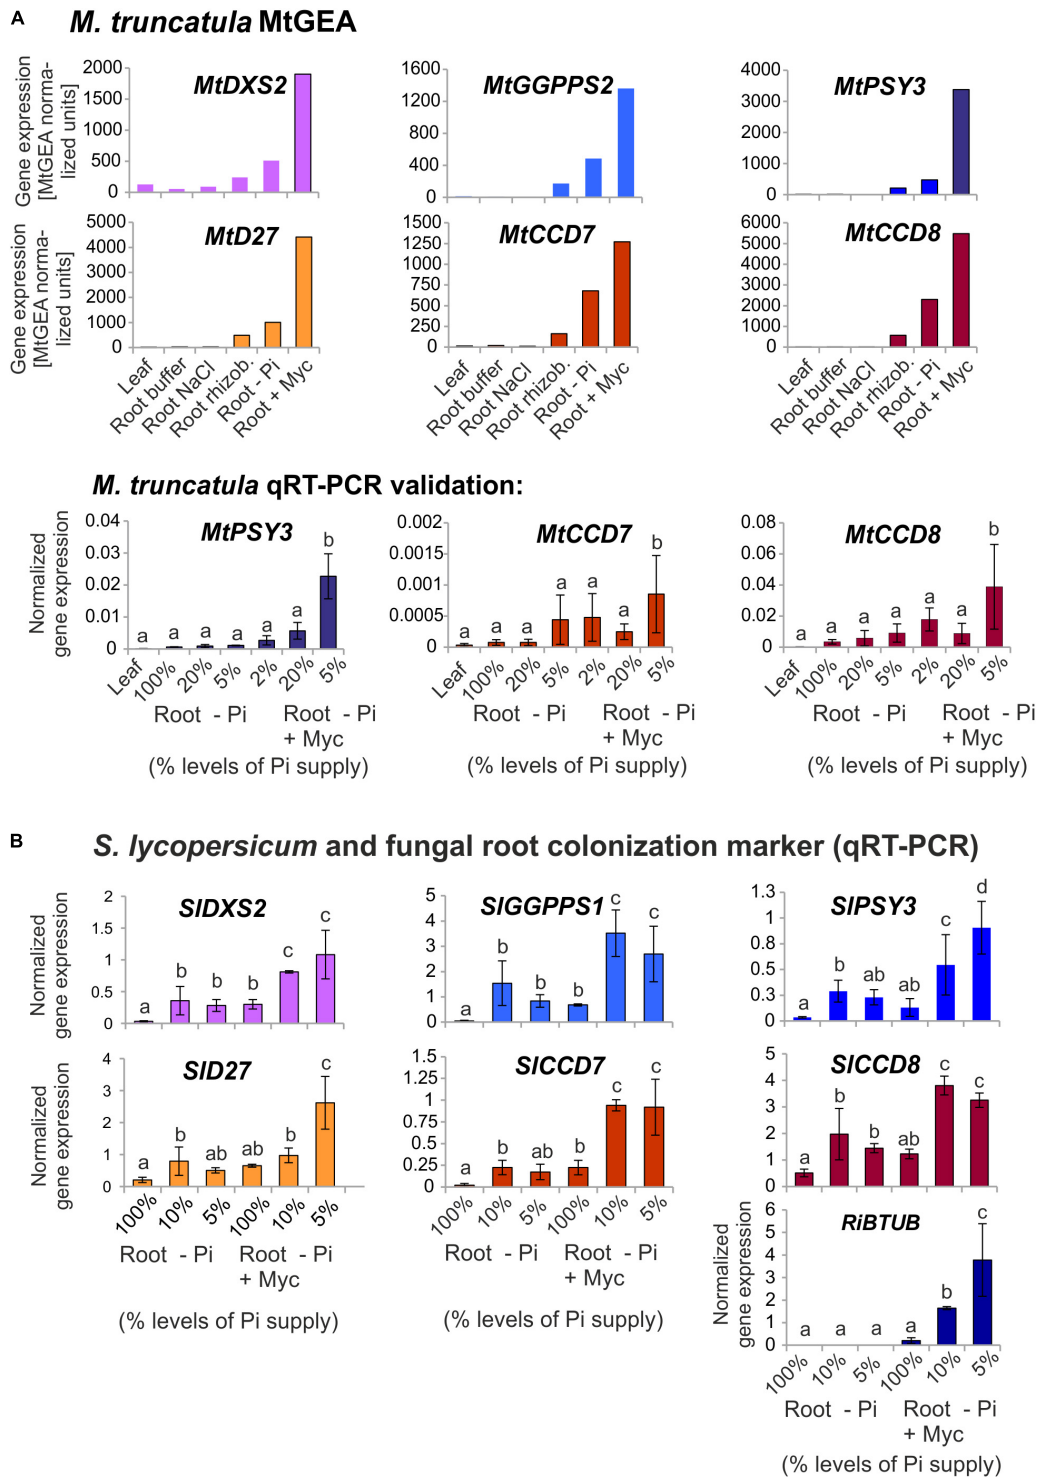 A
M. truncatula MtGEA
Gene expression
[MtGEA norma-
lized units]
2000
1500
1000
500
0
MtDXS2
1600
1200
800
400
0
MtGGPPS2
4000
3000
2000
1000
0
MtPSY3
Gene expression
[MtGEA norma-
lized units]
5000
4000
3000
2000
1000
0
MtD27
Leaf
Root buffer
Root NaCl
Root rhizob.
Root - Pi
Root + Myc
1500
1250
1000
750
500
250
0
MtCCD7
Leaf
Root buffer
Root NaCl
Root rhizob.
Root - Pi
Root + Myc
6000
5000
4000
3000
2000
1000
0
MtCCD8
Leaf
Root buffer
Root NaCl
Root rhizob.
Root - Pi
Root + Myc
M. truncatula qRT-PCR validation:
Normalized
gene expression
0.04
0.03
0.02
0.01
0
MtPSY3
a a a a a a b
Leaf 100% 20% 5% 2% 20% 5%
Root - Pi Root - Pi
+ Myc
(% levels of Pi supply)
0.002
0.0015
0.001
0.0005
0
MtCCD7
a a a a a a b
Leaf 100% 20% 5% 2% 20% 5%
Root - Pi Root - Pi
+ Myc
(% levels of Pi supply)
0.08
0.06
0.04
0.02
0
MtCCD8
a a a a a a b
Leaf 100% 20% 5% 2% 20% 5%
Root - Pi Root - Pi
+ Myc
(% levels of Pi supply)
B
S. lycopersicum and fungal root colonization marker (qRT-PCR)
Normalized
gene expression
2
1.5
1
0.5
0
SlDXS2
a b b b c c
5
4
3
2
1
0
SlGGPPS1
a b b b c c
1.3
1
0.8
0.5
0.3
0
SlPSY3
a b ab ab c d
Normalized
gene expression
4
3
2
1
0
SlD27
a b ab ab b c
100% 10% 5% 100% 10% 5%
Root - Pi Root - Pi
+ Myc
(% levels of Pi supply)
1.5
1.25
1
0.75
0.5
0.25
0
SlCCD7
a b ab b c c
100% 10% 5% 100% 10% 5%
Root - Pi Root - Pi
+ Myc
(% levels of Pi supply)
5
4
3
2
1
0
SlCCD8
a b b ab c c
Normalized
gene expression
6
5
4
3
2
1
0
RiBTUB
a a a a b c
100% 10% 5% 100% 10% 5%
Root - Pi Root - Pi
+ Myc
(% levels of Pi supply)